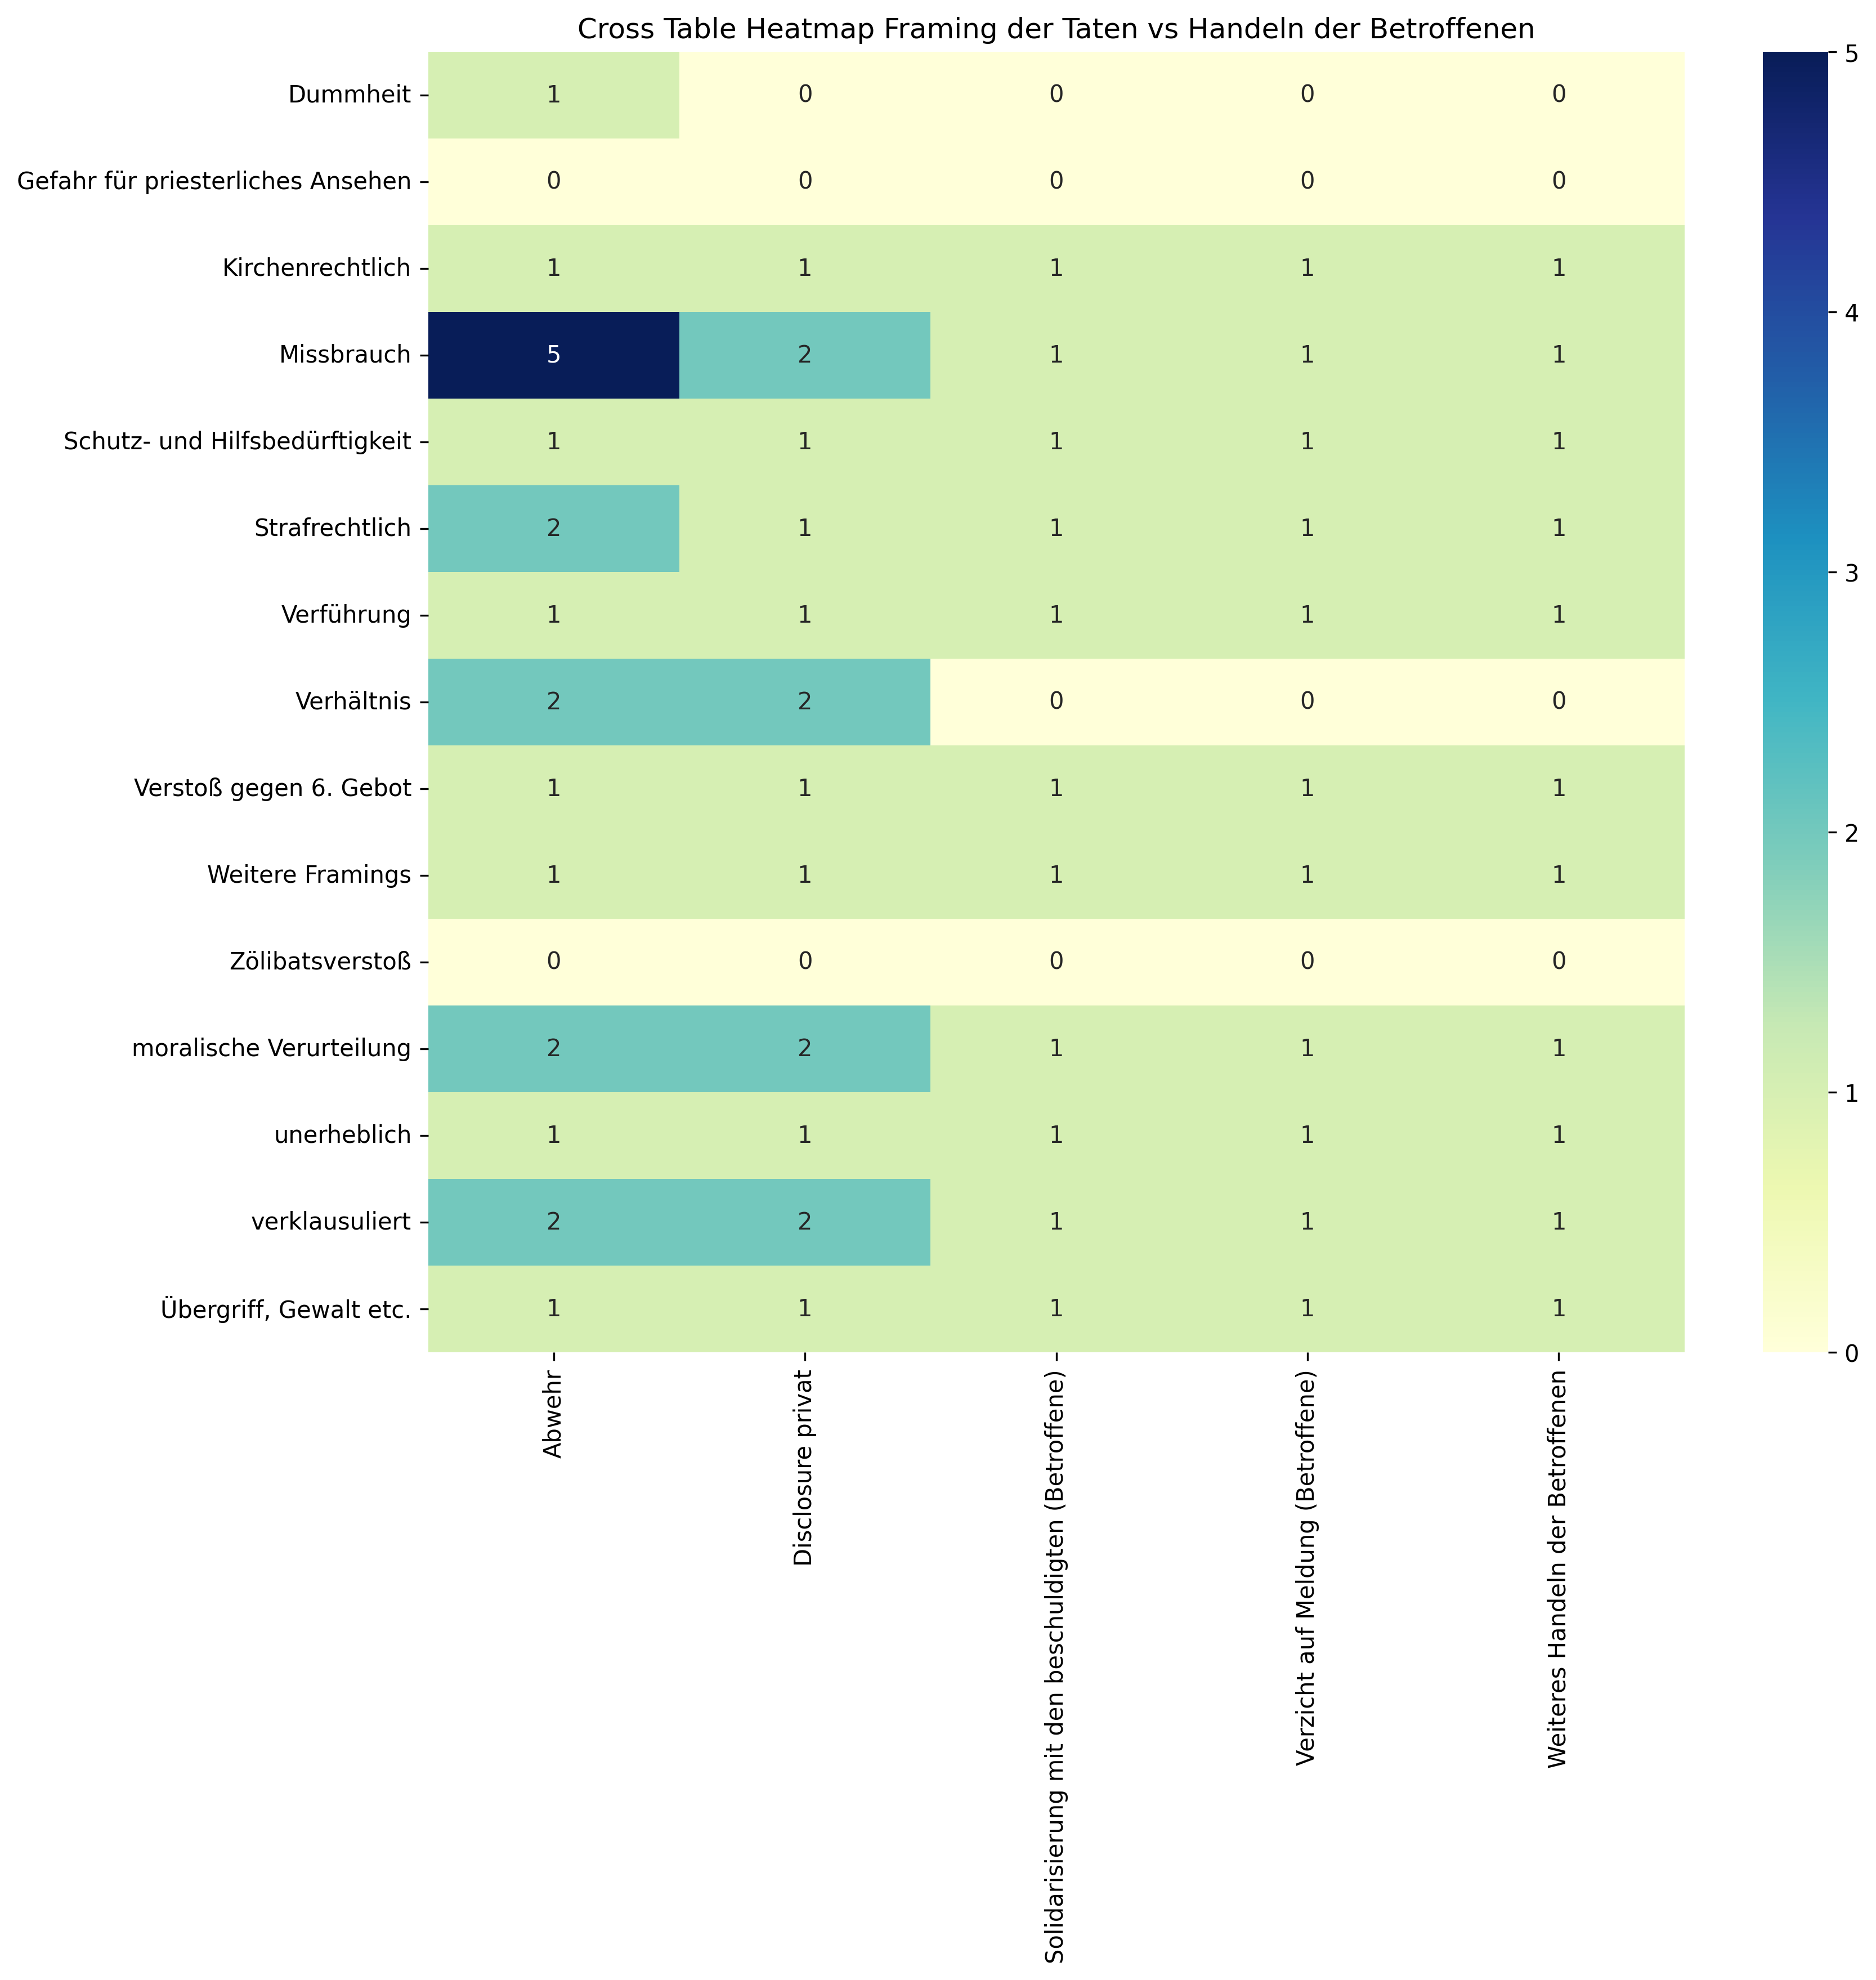 Cross Table Heatmap Framing der Taten vs Handeln der Betroffenen
Dummheit 1 0 0 0 0
Gefahr für priesterliches Ansehen 0 0 0 0 0
Kirchenrechtlich 1 1 1 1 1
Missbrauch 5 2 1 1 1
Schutz- und Hilfsbedürftigkeit 1 1 1 1 1
Strafrechtlich 2 1 1 1 1
Verführung 1 1 1 1 1
Verhältnis 2 2 0 0 0
Verstoß gegen 6. Gebot 1 1 1 1 1
Weitere Framings 1 1 1 1 1
Zölibatsverstoß 0 0 0 0 0
moralische Verurteilung 2 2 1 1 1
unerheblich 1 1 1 1 1
verklausuliert 2 2 1 1 1
Übergriff, Gewalt etc. 1 1 1 1 1
Abwehr
Disclosure privat
Solidarisierung mit den beschuldigten (Betroffene)
Verzicht auf Meldung (Betroffene)
Weiteres Handeln der Betroffenen
5
4
3
2
1
0